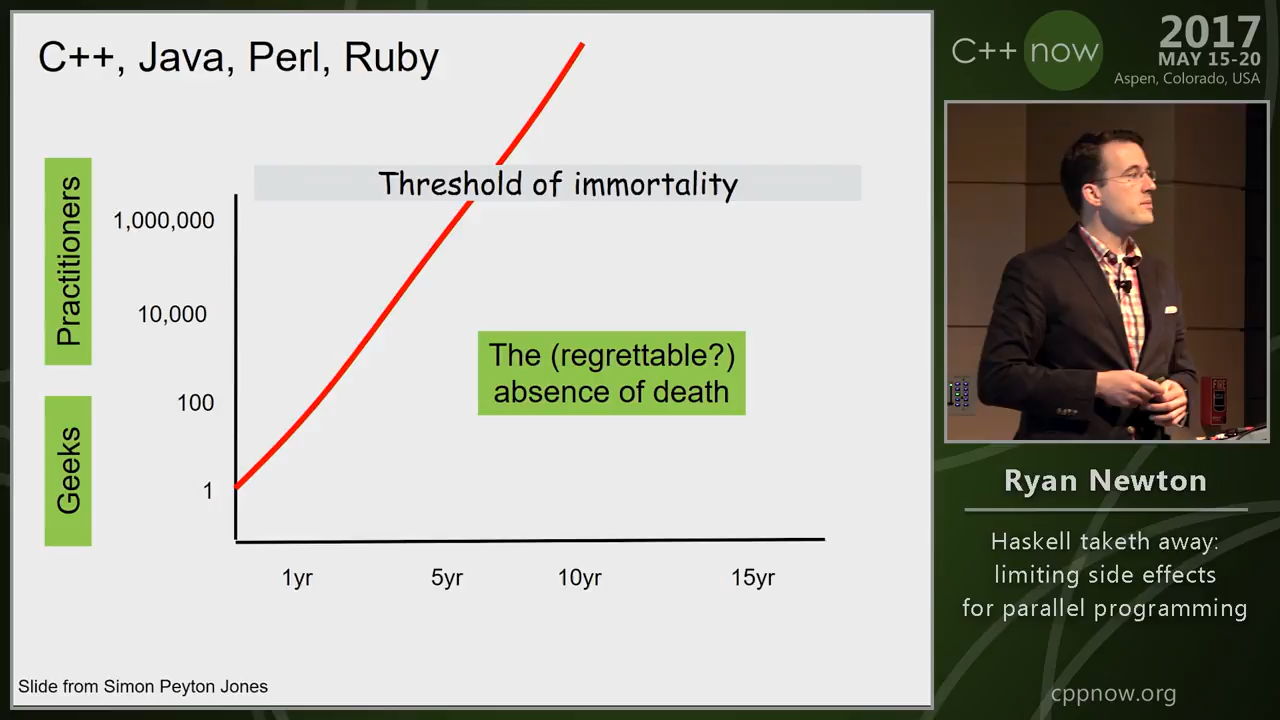 C++, Java, Perl, Ruby
Threshold of immortality
Practitioners
1,000,000
10,000
The (regrettable?)
absence of death
Geeks
100
1
1yr
5yr
10yr
15yr
Slide from Simon Peyton Jones
C++ now
2017
MAY 15-20
Aspen, Colorado, USA
FIRE
Ryan Newton
Haskell taketh away:
limiting side effects
for parallel programming
cppnow.org